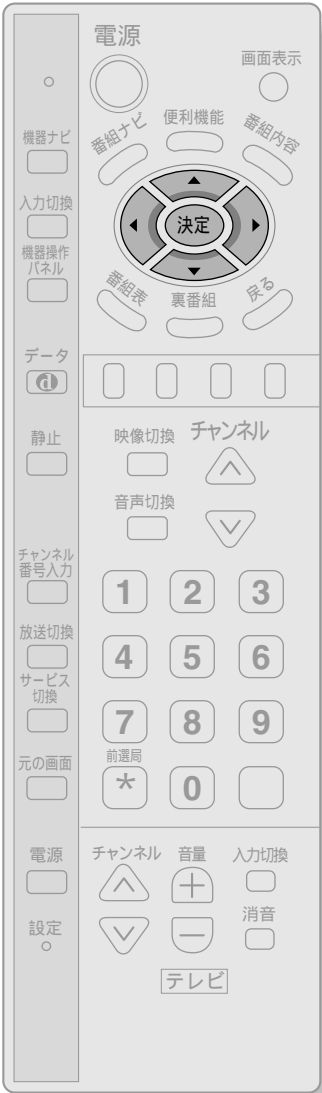 電源
画面表示
機器ナビ
番組ナビ
便利機能
番組内容
入力切換
決定
機器操作
パネル
番組表
裏番組
戻る
データ
d
静止
映像切換
チャンネル
音声切換
チャンネル
番号入力
1 2 3
放送切換
4 5 6
サービス
切換
7 8 9
元の画面
前選局
* 0
電源
チャンネル
音量
入力切換
設定
消音
テレビ